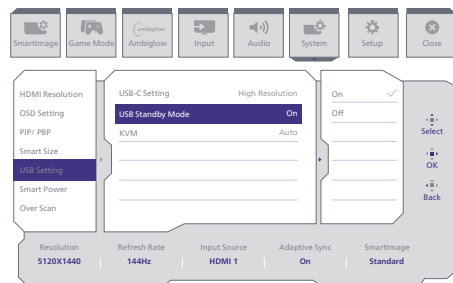 ambiglow
SmartImage Game Mode Ambiglow Input Audio System Setup Close
HDMI Resolution
OSD Setting
PIP/ PBP
Smart Size
USB Setting
Smart Power
Over Scan
USB-C Setting High Resolution
USB Standby Mode On
KVM Auto
On
Off
Select
OK
Back
Resolution Refresh Rate Input Source Adaptive Sync SmartImage
5120X1440 144Hz HDMI 1 On Standard